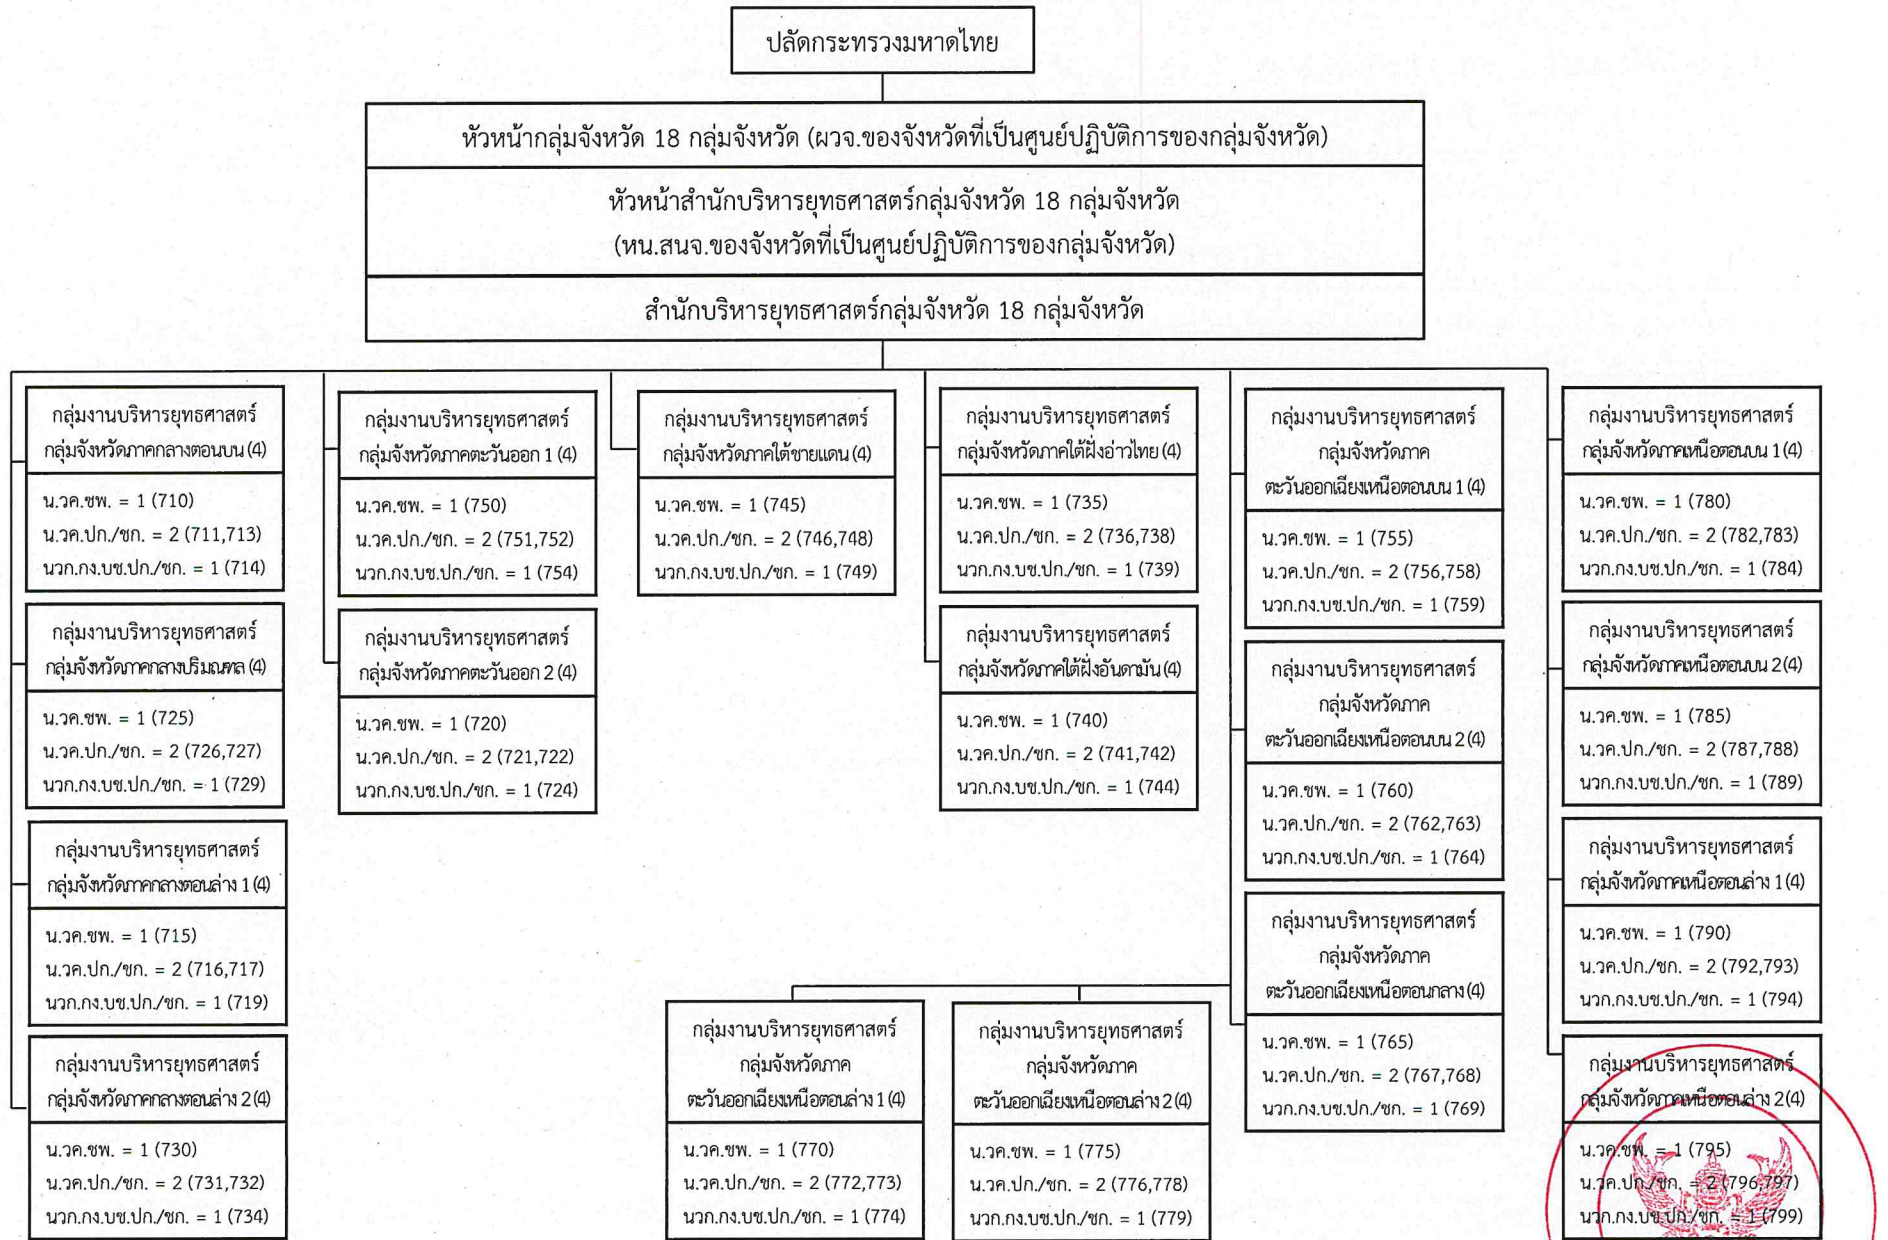 ปลัดกระทรวงมหาดไทย
หัวหน้ากลุ่มจังหวัด 18 กลุ่มจังหวัด (ผวจ.ของจังหวัดที่เป็นศูนย์ปฏิบัติการของกลุ่มจังหวัด)
หัวหน้าสำนักบริหารยุทธศาสตร์กลุ่มจังหวัด 18 กลุ่มจังหวัด
(หน.สนจ.ของจังหวัดที่เป็นศูนย์ปฏิบัติการของกลุ่มจังหวัด)
สำนักบริหารยุทธศาสตร์กลุ่มจังหวัด 18 กลุ่มจังหวัด
กลุ่มงานบริหารยุทธศาสตร์
กลุ่มจังหวัดภาคกลางตอนบน (4)
น.วค.ชพ. = 1 (710)
น.วค.ปก./ชก. = 2 (711,713)
นวก.กง.บช.ปก./ชก. = 1 (714)
กลุ่มงานบริหารยุทธศาสตร์
กลุ่มจังหวัดภาคกลางปริมณฑล (4)
น.วค.ชพ. = 1 (725)
น.วค.ปก./ชก. = 2 (726,727)
นวก.กง.บช.ปก./ชก. = 1 (729)
กลุ่มงานบริหารยุทธศาสตร์
กลุ่มจังหวัดภาคกลางตอนล่าง 1 (4)
น.วค.ชพ. = 1 (715)
น.วค.ปก./ชก. = 2 (716,717)
นวก.กง.บช.ปก./ชก. = 1 (719)
กลุ่มงานบริหารยุทธศาสตร์
กลุ่มจังหวัดภาคกลางตอนล่าง 2 (4)
น.วค.ชพ. = 1 (730)
น.วค.ปก./ชก. = 2 (731,732)
นวก.กง.บช.ปก./ชก. = 1 (734)
กลุ่มงานบริหารยุทธศาสตร์
กลุ่มจังหวัดภาคตะวันออก 1 (4)
น.วค.ชพ. = 1 (750)
น.วค.ปก./ชก. = 2 (751,752)
นวก.กง.บช.ปก./ชก. = 1 (754)
กลุ่มงานบริหารยุทธศาสตร์
กลุ่มจังหวัดภาคตะวันออก 2 (4)
น.วค.ชพ. = 1 (720)
น.วค.ปก./ชก. = 2 (721,722)
นวก.กง.บช.ปก./ชก. = 1 (724)
กลุ่มงานบริหารยุทธศาสตร์
กลุ่มจังหวัดภาคใต้ชายแดน (4)
น.วค.ชพ. = 1 (745)
น.วค.ปก./ชก. = 2 (746,748)
นวก.กง.บช.ปก./ชก. = 1 (749)
กลุ่มงานบริหารยุทธศาสตร์
กลุ่มจังหวัดภาคใต้ฝั่งอ่าวไทย (4)
น.วค.ชพ. = 1 (735)
น.วค.ปก./ชก. = 2 (736,738)
นวก.กง.บช.ปก./ชก. = 1 (739)
กลุ่มงานบริหารยุทธศาสตร์
กลุ่มจังหวัดภาคใต้ฝั่งอันดามัน (4)
น.วค.ชพ. = 1 (740)
น.วค.ปก./ชก. = 2 (741,742)
นวก.กง.บช.ปก./ชก. = 1 (744)
กลุ่มงานบริหารยุทธศาสตร์
กลุ่มจังหวัดภาค
ตะวันออกเฉียงเหนือตอนบน 1 (4)
น.วค.ชพ. = 1 (755)
น.วค.ปก./ชก. = 2 (756,758)
นวก.กง.บช.ปก./ชก. = 1 (759)
กลุ่มงานบริหารยุทธศาสตร์
กลุ่มจังหวัดภาค
ตะวันออกเฉียงเหนือตอนบน 2 (4)
น.วค.ชพ. = 1 (760)
น.วค.ปก./ชก. = 2 (762,763)
นวก.กง.บช.ปก./ชก. = 1 (764)
กลุ่มงานบริหารยุทธศาสตร์
กลุ่มจังหวัดภาค
ตะวันออกเฉียงเหนือตอนกลาง (4)
น.วค.ชพ. = 1 (765)
น.วค.ปก./ชก. = 2 (767,768)
นวก.กง.บช.ปก./ชก. = 1 (769)
กลุ่มงานบริหารยุทธศาสตร์
กลุ่มจังหวัดภาค
ตะวันออกเฉียงเหนือตอนล่าง 1 (4)
น.วค.ชพ. = 1 (770)
น.วค.ปก./ชก. = 2 (772,773)
นวก.กง.บช.ปก./ชก. = 1 (774)
กลุ่มงานบริหารยุทธศาสตร์
กลุ่มจังหวัดภาค
ตะวันออกเฉียงเหนือตอนล่าง 2 (4)
น.วค.ชพ. = 1 (775)
น.วค.ปก./ชก. = 2 (776,778)
นวก.กง.บช.ปก./ชก. = 1 (779)
กลุ่มงานบริหารยุทธศาสตร์
กลุ่มจังหวัดภาคเหนือตอนบน 1 (4)
น.วค.ชพ. = 1 (780)
น.วค.ปก./ชก. = 2 (782,783)
นวก.กง.บช.ปก./ชก. = 1 (784)
กลุ่มงานบริหารยุทธศาสตร์
กลุ่มจังหวัดภาคเหนือตอนบน 2 (4)
น.วค.ชพ. = 1 (785)
น.วค.ปก./ชก. = 2 (787,788)
นวก.กง.บช.ปก./ชก. = 1 (789)
กลุ่มงานบริหารยุทธศาสตร์
กลุ่มจังหวัดภาคเหนือตอนล่าง 1 (4)
น.วค.ชพ. = 1 (790)
น.วค.ปก./ชก. = 2 (792,793)
นวก.กง.บช.ปก./ชก. = 1 (794)
กลุ่มงานบริหารยุทธศาสตร์
กลุ่มจังหวัดภาคเหนือตอนล่าง 2 (4)
น.วค.ชพ. = 1 (795)
น.วค.ปก./ชก. = 2 (796,797)
นวก.กง.บช.ปก./ชก. = 1 (799)